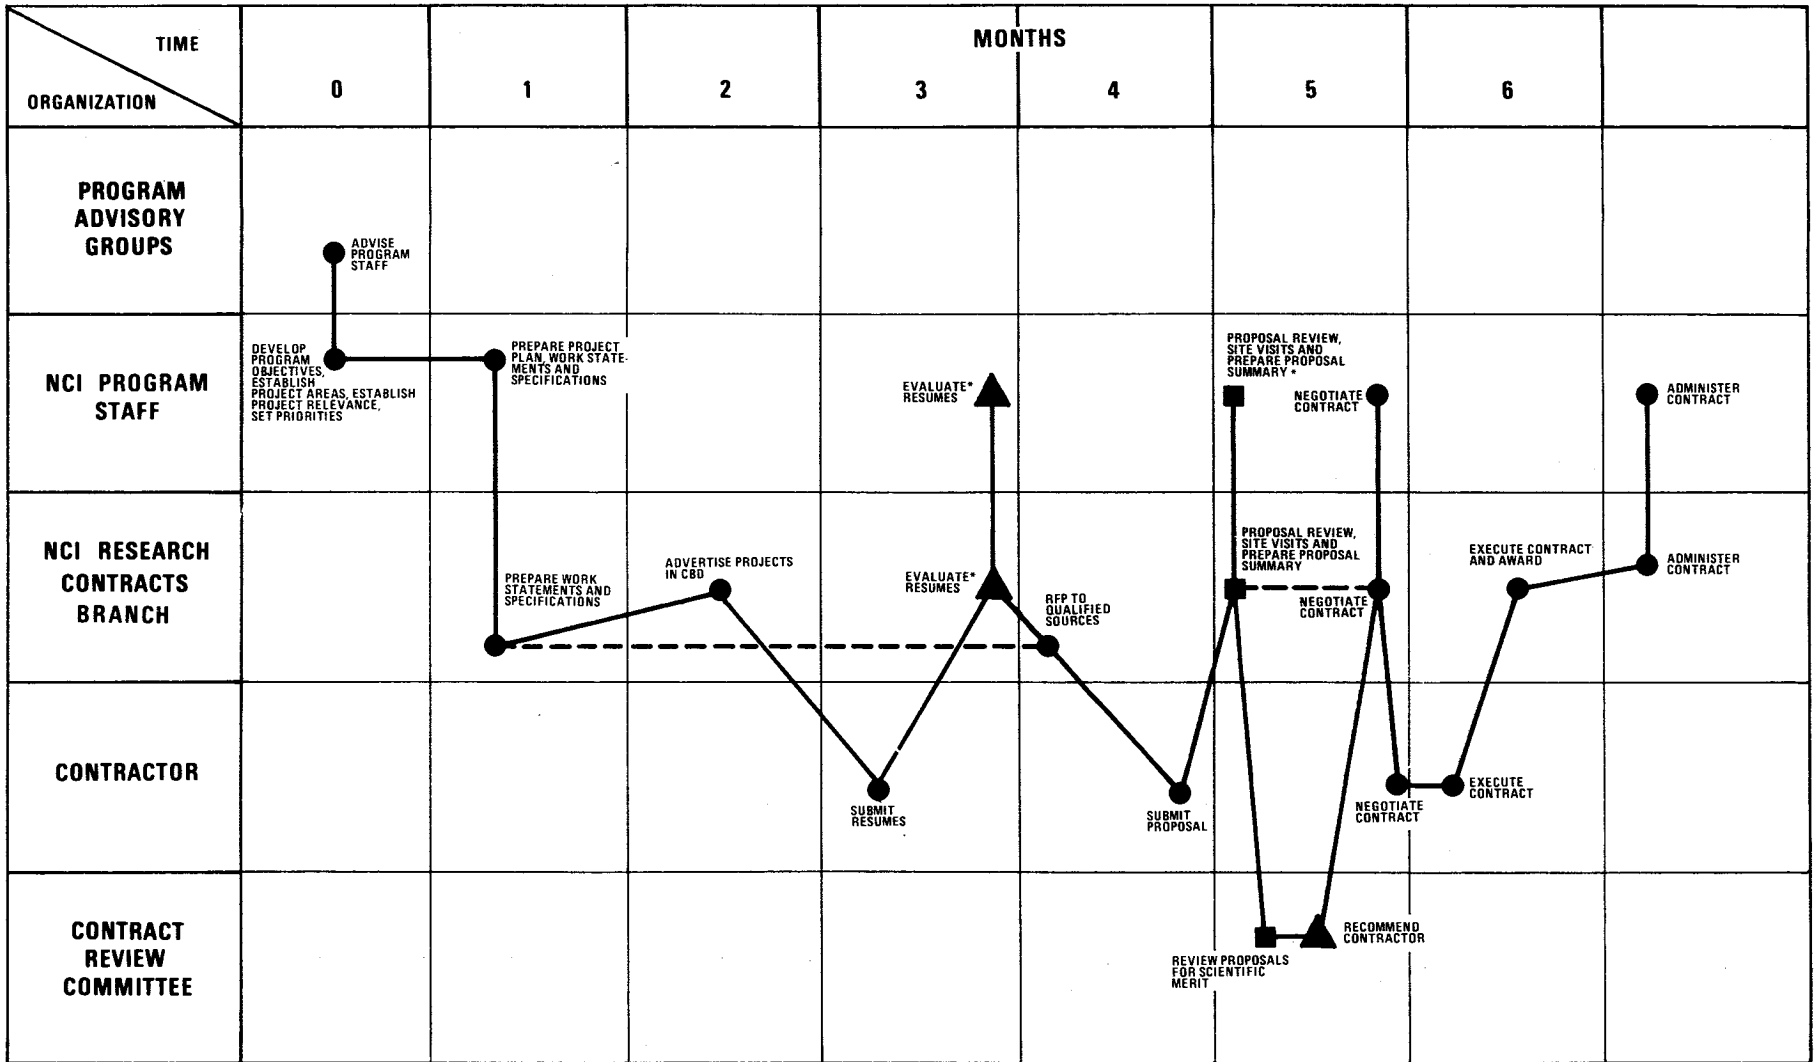 TIME
ORGANIZATION
MONTHS
0
1
2
3
4
5
6
PROGRAM
ADVISORY
GROUPS
ADVISE
PROGRAM
STAFF
NCI PROGRAM
STAFF
DEVELOP
PROGRAM
OBJECTIVES,
ESTABLISH
PROJECT AREAS, ESTABLISH
PROJECT RELEVANCE,
SET PRIORITIES
PREPARE PROJECT
PLAN, WORK STATE-
MENTS AND
SPECIFICATIONS
EVALUATE*
RESUMES
PROPOSAL REVIEW,
SITE VISITS AND
PREPARE PROPOSAL
SUMMARY *
NEGOTIATE
CONTRACT
ADMINISTER
CONTRACT
NCI RESEARCH
CONTRACTS
BRANCH
PREPARE WORK
STATEMENTS AND
SPECIFICATIONS
ADVERTISE PROJECTS
IN CBD
EVALUATE*
RESUMES
RFP TO
QUALIFIED
SOURCES
PROPOSAL REVIEW,
SITE VISITS AND
PREPARE PROPOSAL
SUMMARY
NEGOTIATE
CONTRACT
EXECUTE CONTRACT
AND AWARD
ADMINISTER
CONTRACT
CONTRACTOR
SUBMIT
RESUMES
SUBMIT
PROPOSAL
NEGOTIATE
CONTRACT
EXECUTE
CONTRACT
CONTRACT
REVIEW
COMMITTEE
REVIEW PROPOSALS
FOR SCIENTIFIC
MERIT
RECOMMEND
CONTRACTOR